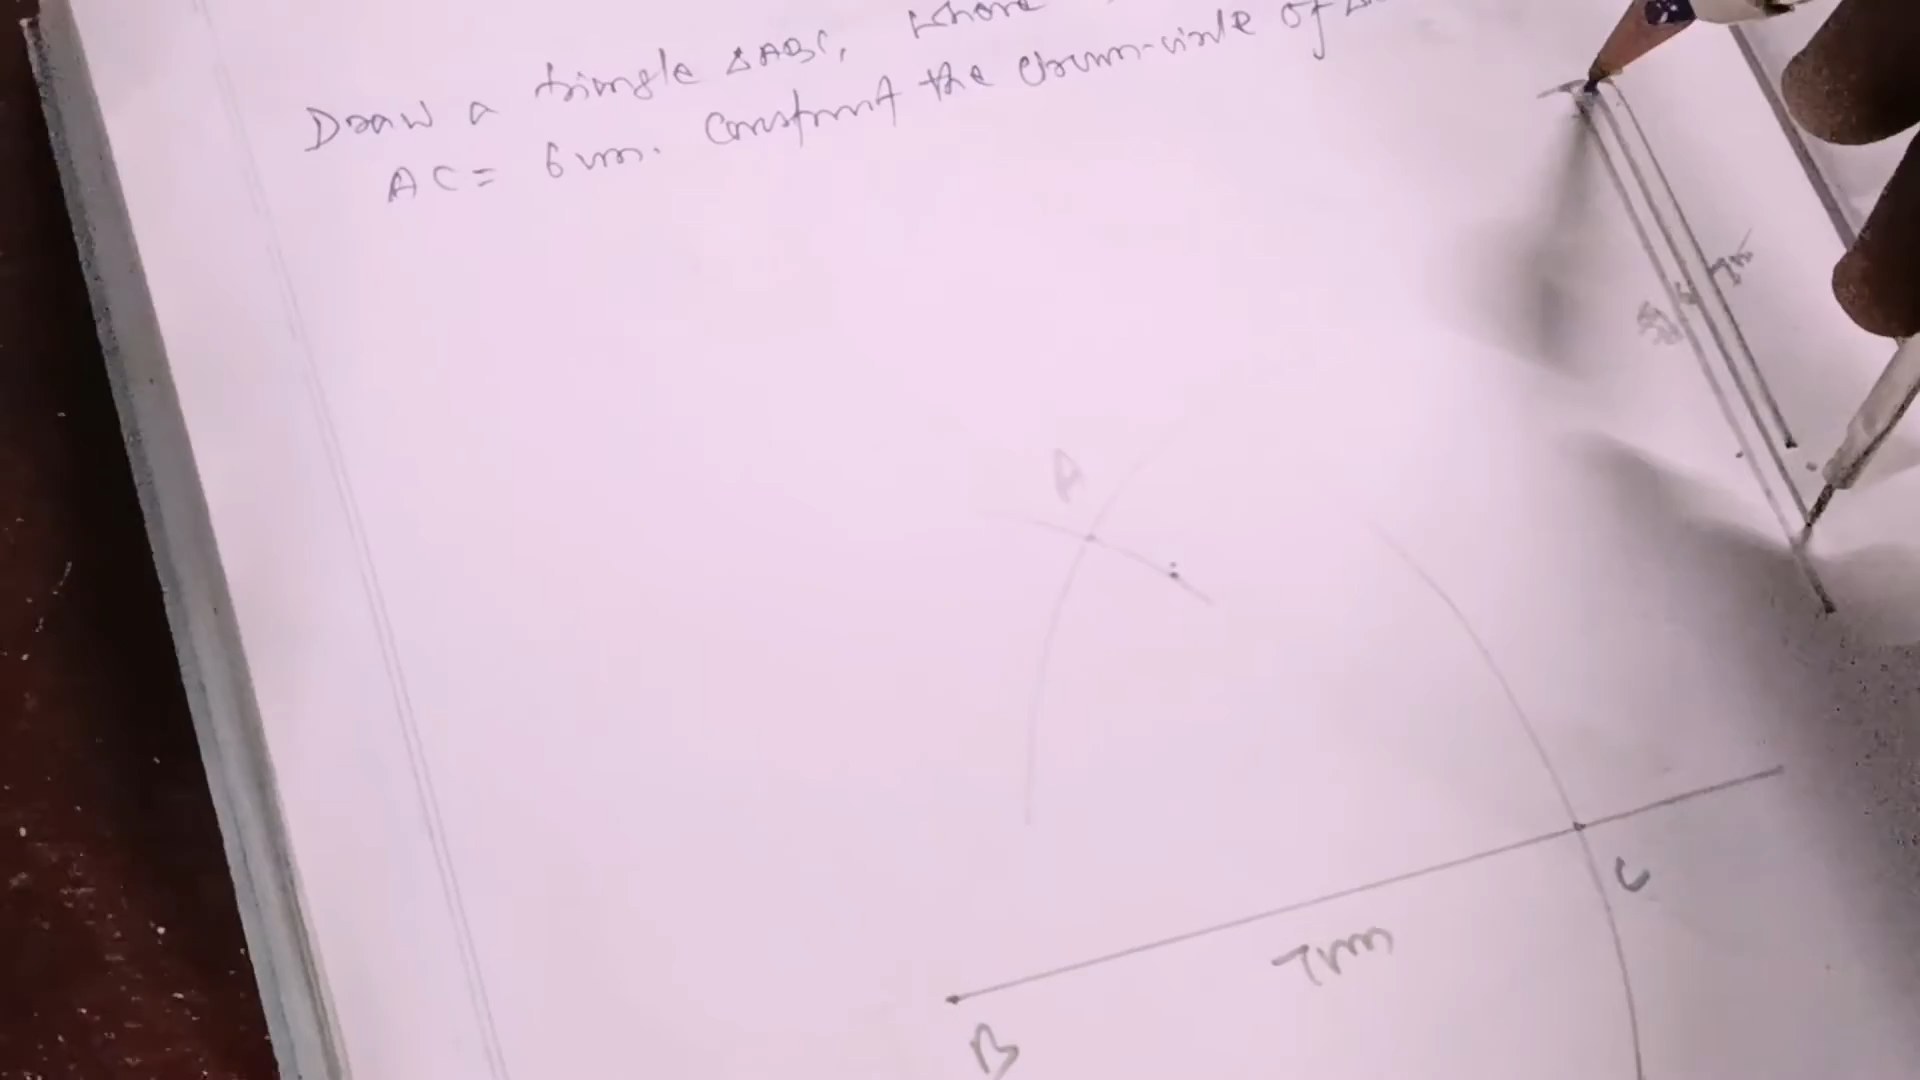 Draw a triangle ΔABC, where
AC = 6 cm. Construct the circum-circle of
A
C
7cm
B